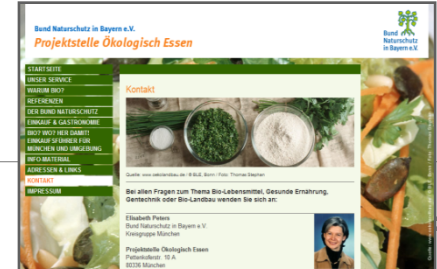 Bund Naturschutz in Bayern e.V.
Projektstelle Ökologisch Essen
Bund
Naturschutz
in Bayern e.V.
STARTSEITE
UNSER SERVICE
WARUM BIO?
REFERENZEN
DER BUND NATURSCHUTZ
EINKAUF & GASTRONOMIE
BIO? WO? HER DAMIT!
EINKAUFSFÜHRER FÜR
MÜNCHEN UND UMGEBUNG
INFO-MATERIAL
ADRESSEN & LINKS
KONTAKT
IMPRESSUM
Kontakt
Quelle: www.oekolandbau.de / © BLE, Bonn / Foto: Thomas Stephan
Bei allen Fragen zum Thema Bio-Lebensmittel, Gesunde Ernährung,
Gentechnik oder Bio-Landbau wenden Sie sich an:
Elisabeth Peters
Bund Naturschutz in Bayern e.V.
Kreisgruppe München
Projektstelle Ökologisch Essen
Pettenkoferstr. 10 A
80336 München